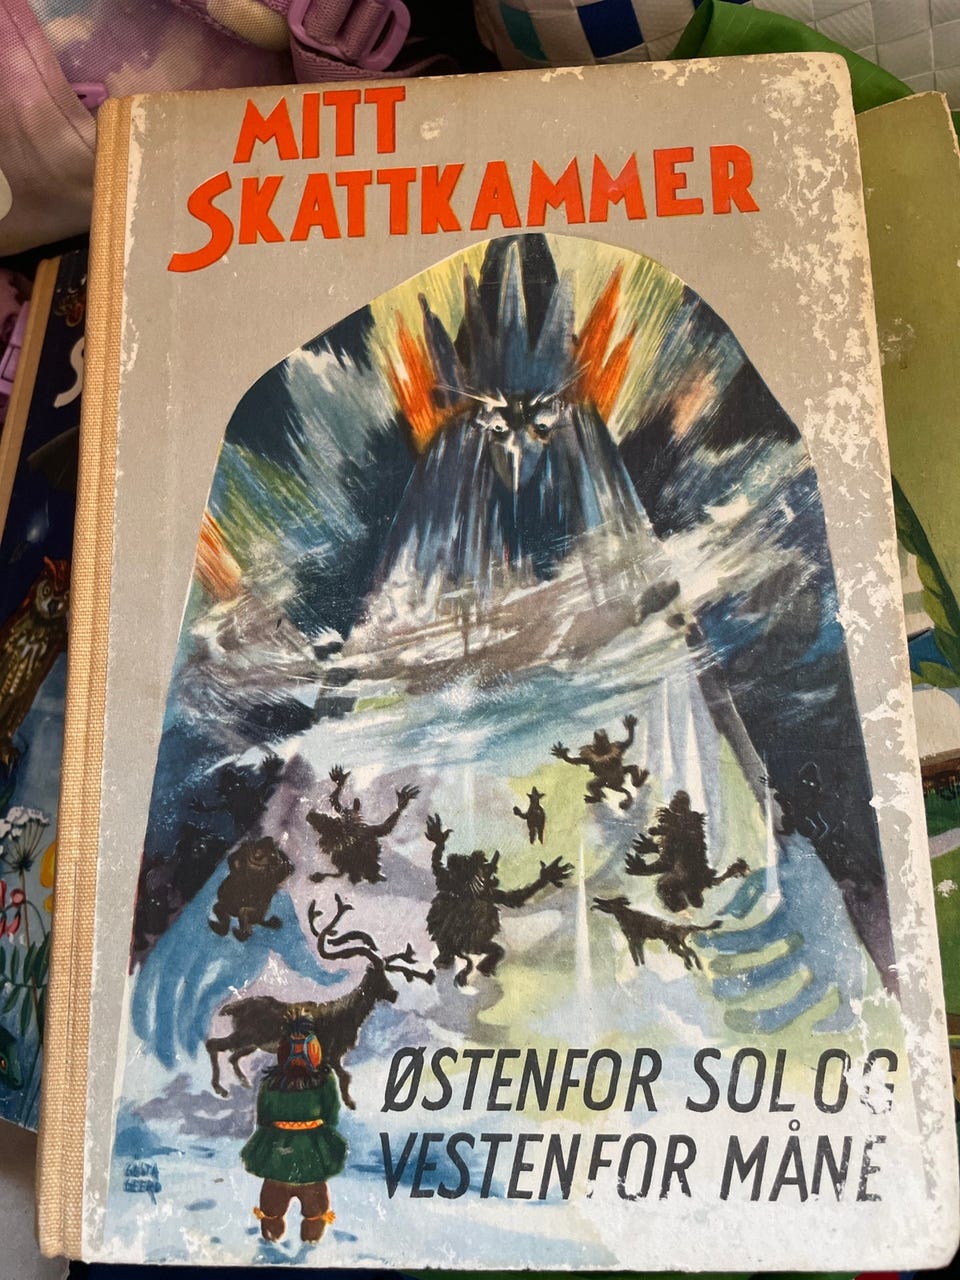 MITT
SKATTKAMMER
ØSTENFOR SOL OG
VESTENFOR MÅNE